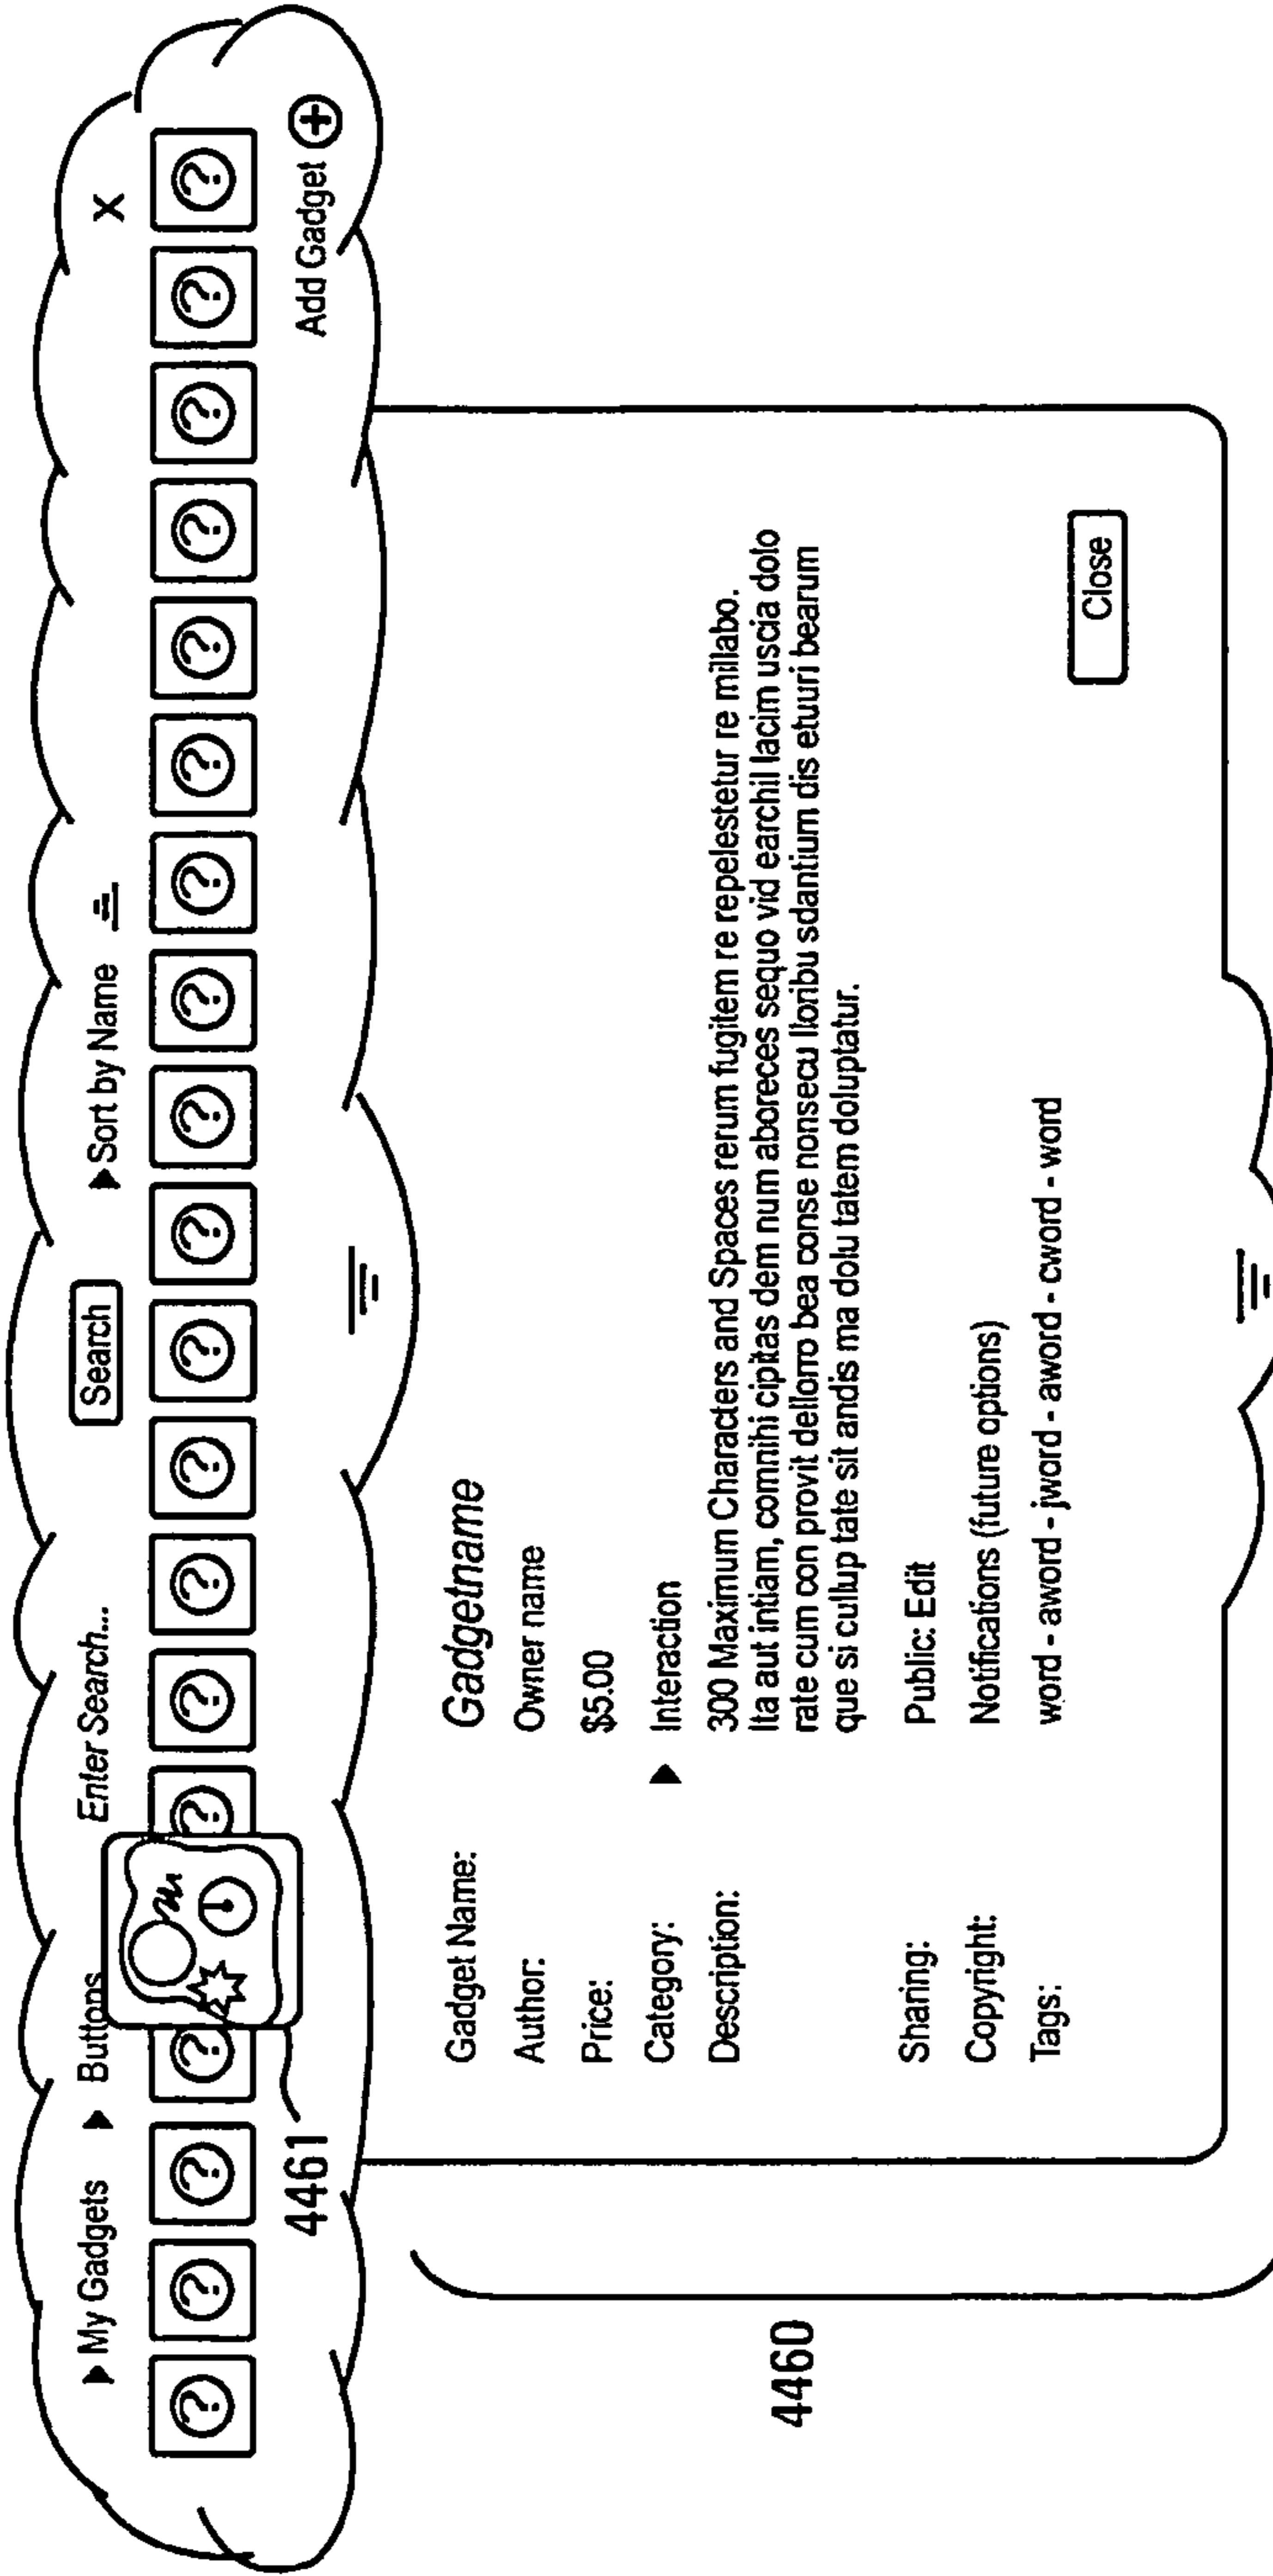 ▶ My Gadgets ▶ Buttons Enter Search... Search ▶ Sort by Name X
? ? ? ? ? ? ? ? ? ? ? ? ? ? ? ? ? ? ?
4461
Add Gadget +
4460
Gadget Name: Gadgetname
Author: Owner name
Price: $5.00
Category: ▶ Interaction
Description: 300 Maximum Characters and Spaces rerum fugitem re repelestetur re millabo.
Ita aut intiam, comnihi cipitas dem num aboreces sequo vid earchil lacim uscia dolo
rate cum con provit dellorro bea conse nonsecu lloribu sdantium dis etuuri bearum
que si cullup tate sit andis ma dolu tatem doluptatur.
Sharing: Public: Edit
Copyright: Notifications (future options)
Tags: word - aword - jword - aword - cword - word
Close